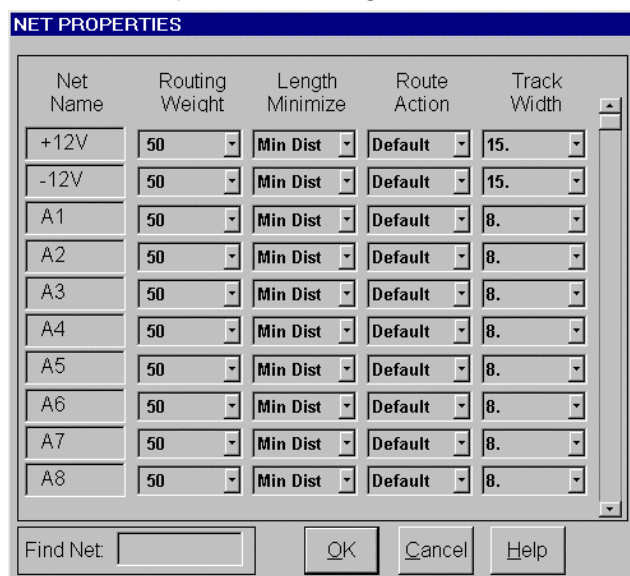 NET PROPERTIES
Net Name Routing Weight Length Minimize Route Action Track Width
+12V 50 Min Dist Default 15.
-12V 50 Min Dist Default 15.
A1 50 Min Dist Default 8.
A2 50 Min Dist Default 8.
A3 50 Min Dist Default 8.
A4 50 Min Dist Default 8.
A5 50 Min Dist Default 8.
A6 50 Min Dist Default 8.
A7 50 Min Dist Default 8.
A8 50 Min Dist Default 8.
Find Net: OK Cancel Help